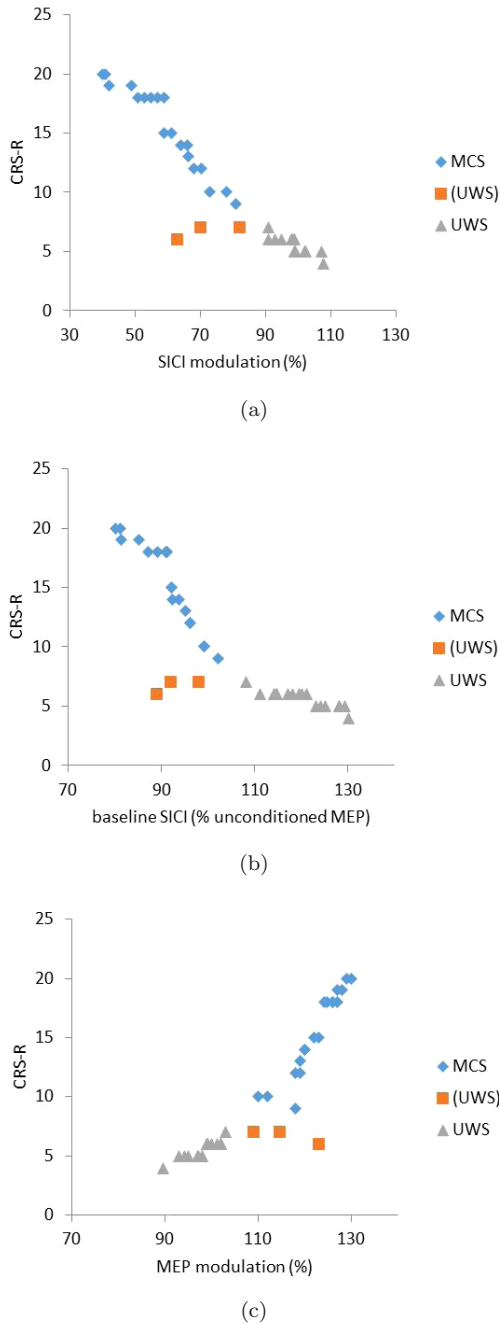 25
20
15
10
5
0
CRS-R
30 50 70 90 110 130
SICI modulation (%)
MCS
(UWS)
UWS
(a)
25
20
15
10
5
0
CRS-R
70 90 110 130
baseline SICI (% unconditioned MEP)
MCS
(UWS)
UWS
(b)
25
20
15
10
5
0
CRS-R
70 90 110 130
MEP modulation (%)
MCS
(UWS)
UWS
(c)